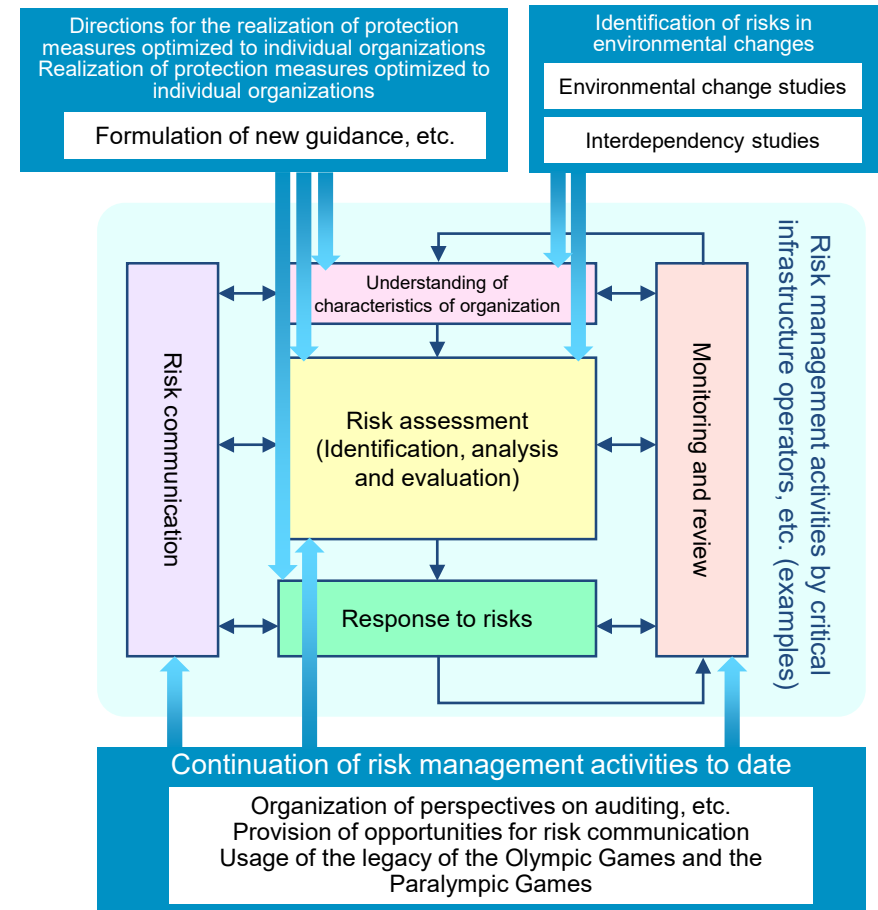 Directions for the realization of protection
measures optimized to individual organizations
Realization of protection measures optimized to
individual organizations
Formulation of new guidance, etc.
Identification of risks in
environmental changes
Environmental change studies
Interdependency studies
Risk management activities by critical
infrastructure operators, etc. (examples)
Risk communication
Understanding of
characteristics of organization
Risk assessment
(Identification, analysis
and evaluation)
Response to risks
Monitoring and review
Continuation of risk management activities to date
Organization of perspectives on auditing, etc.
Provision of opportunities for risk communication
Usage of the legacy of the Olympic Games and the
Paralympic Games